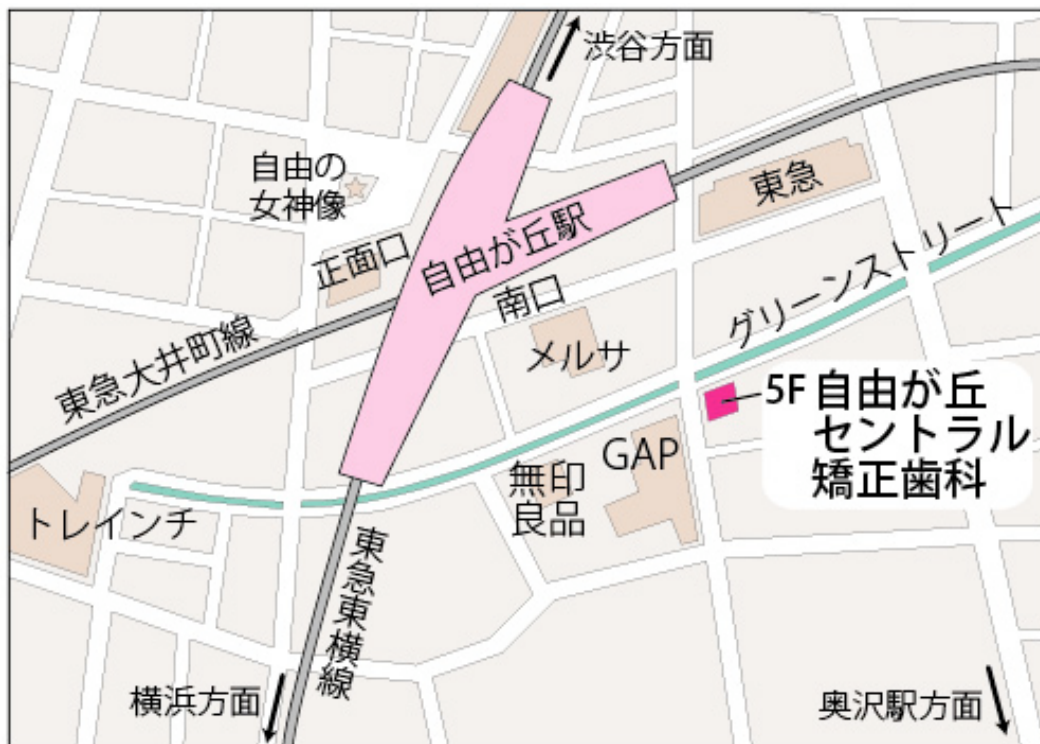 渋谷方面
自由の
女神像
東急
正面口
自由が丘駅
南口
グリーンストリート
東急大井町線
メルサ
5F 自由が丘
セントラル
矯正歯科
GAP
無印
良品
トレインチ
東急東横線
横浜方面
奥沢駅方面